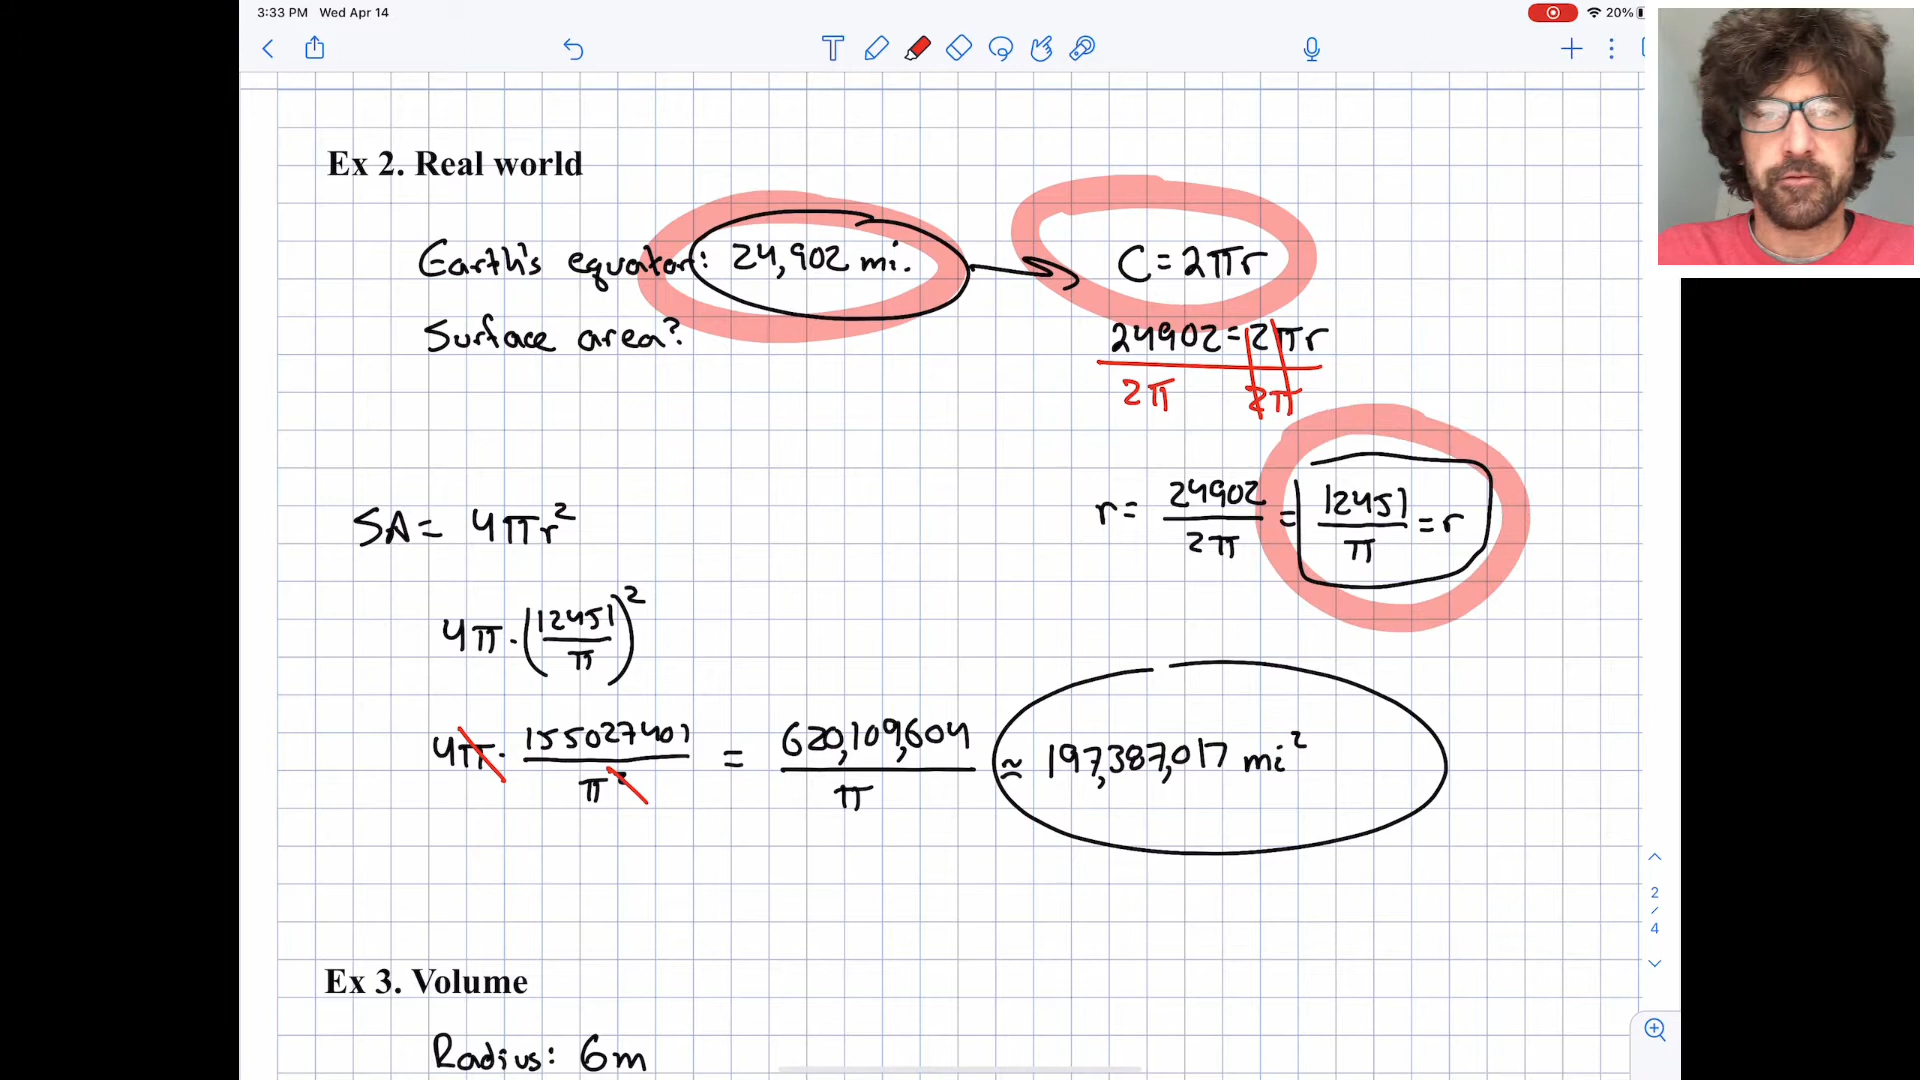 3:33 PM Wed Apr 14
20%
T
Ex 2. Real world
Earth's equator: 24,902 mi.
C = 2πr
Surface area?
24902 = 2πr
2π 2π
r = 24902/2π = 12451/π = r
SA = 4πr²
4π · (12451/π)²
4π · 155027401/π² = 620,109,604/π ≈ 197,387,017 mi²
2
/
4
Ex 3. Volume
Radius: 6m